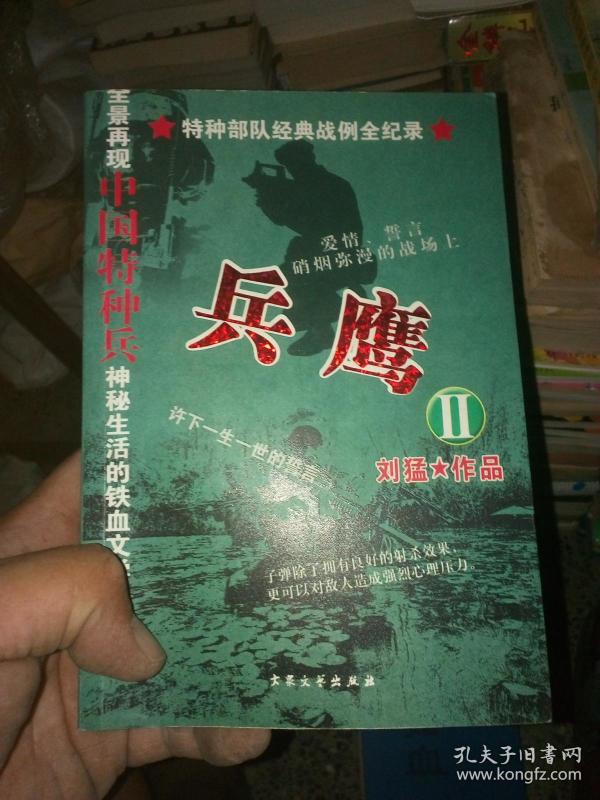 ★特种部队经典战例全纪录★
全景再现中国特种兵神秘生活的铁血文
爱情、誓言
硝烟弥漫的战场上
兵鹰
II
许下一生一世的誓言
刘猛★作品
子弹除了拥有良好的射杀效果，
更可以对敌人造成强烈心理压力。
大众文艺出版社
孔夫子旧书网
www.kongfz.com